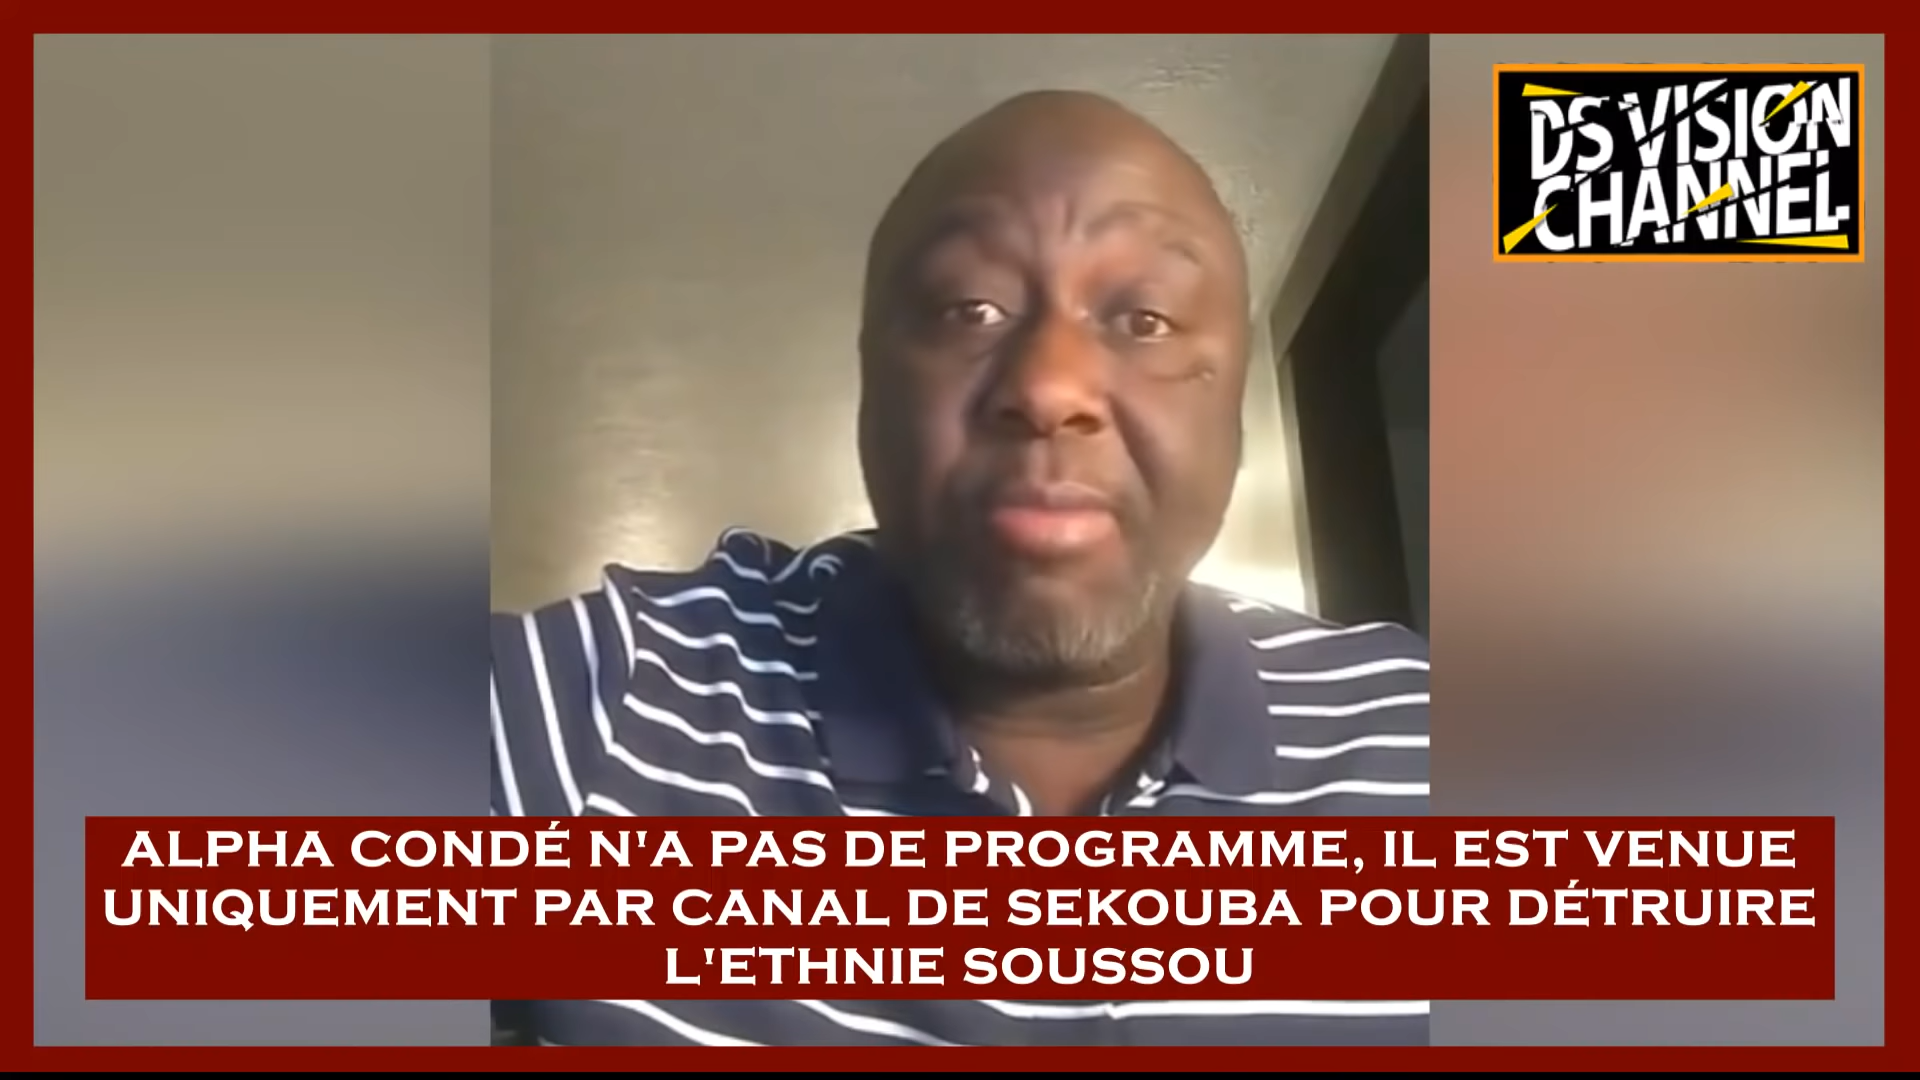 DS VISION
CHANNEL
ALPHA CONDÉ N'A PAS DE PROGRAMME, IL EST VENUE
UNIQUEMENT PAR CANAL DE SEKOUBA POUR DÉTRUIRE
L'ETHNIE SOUSSOU